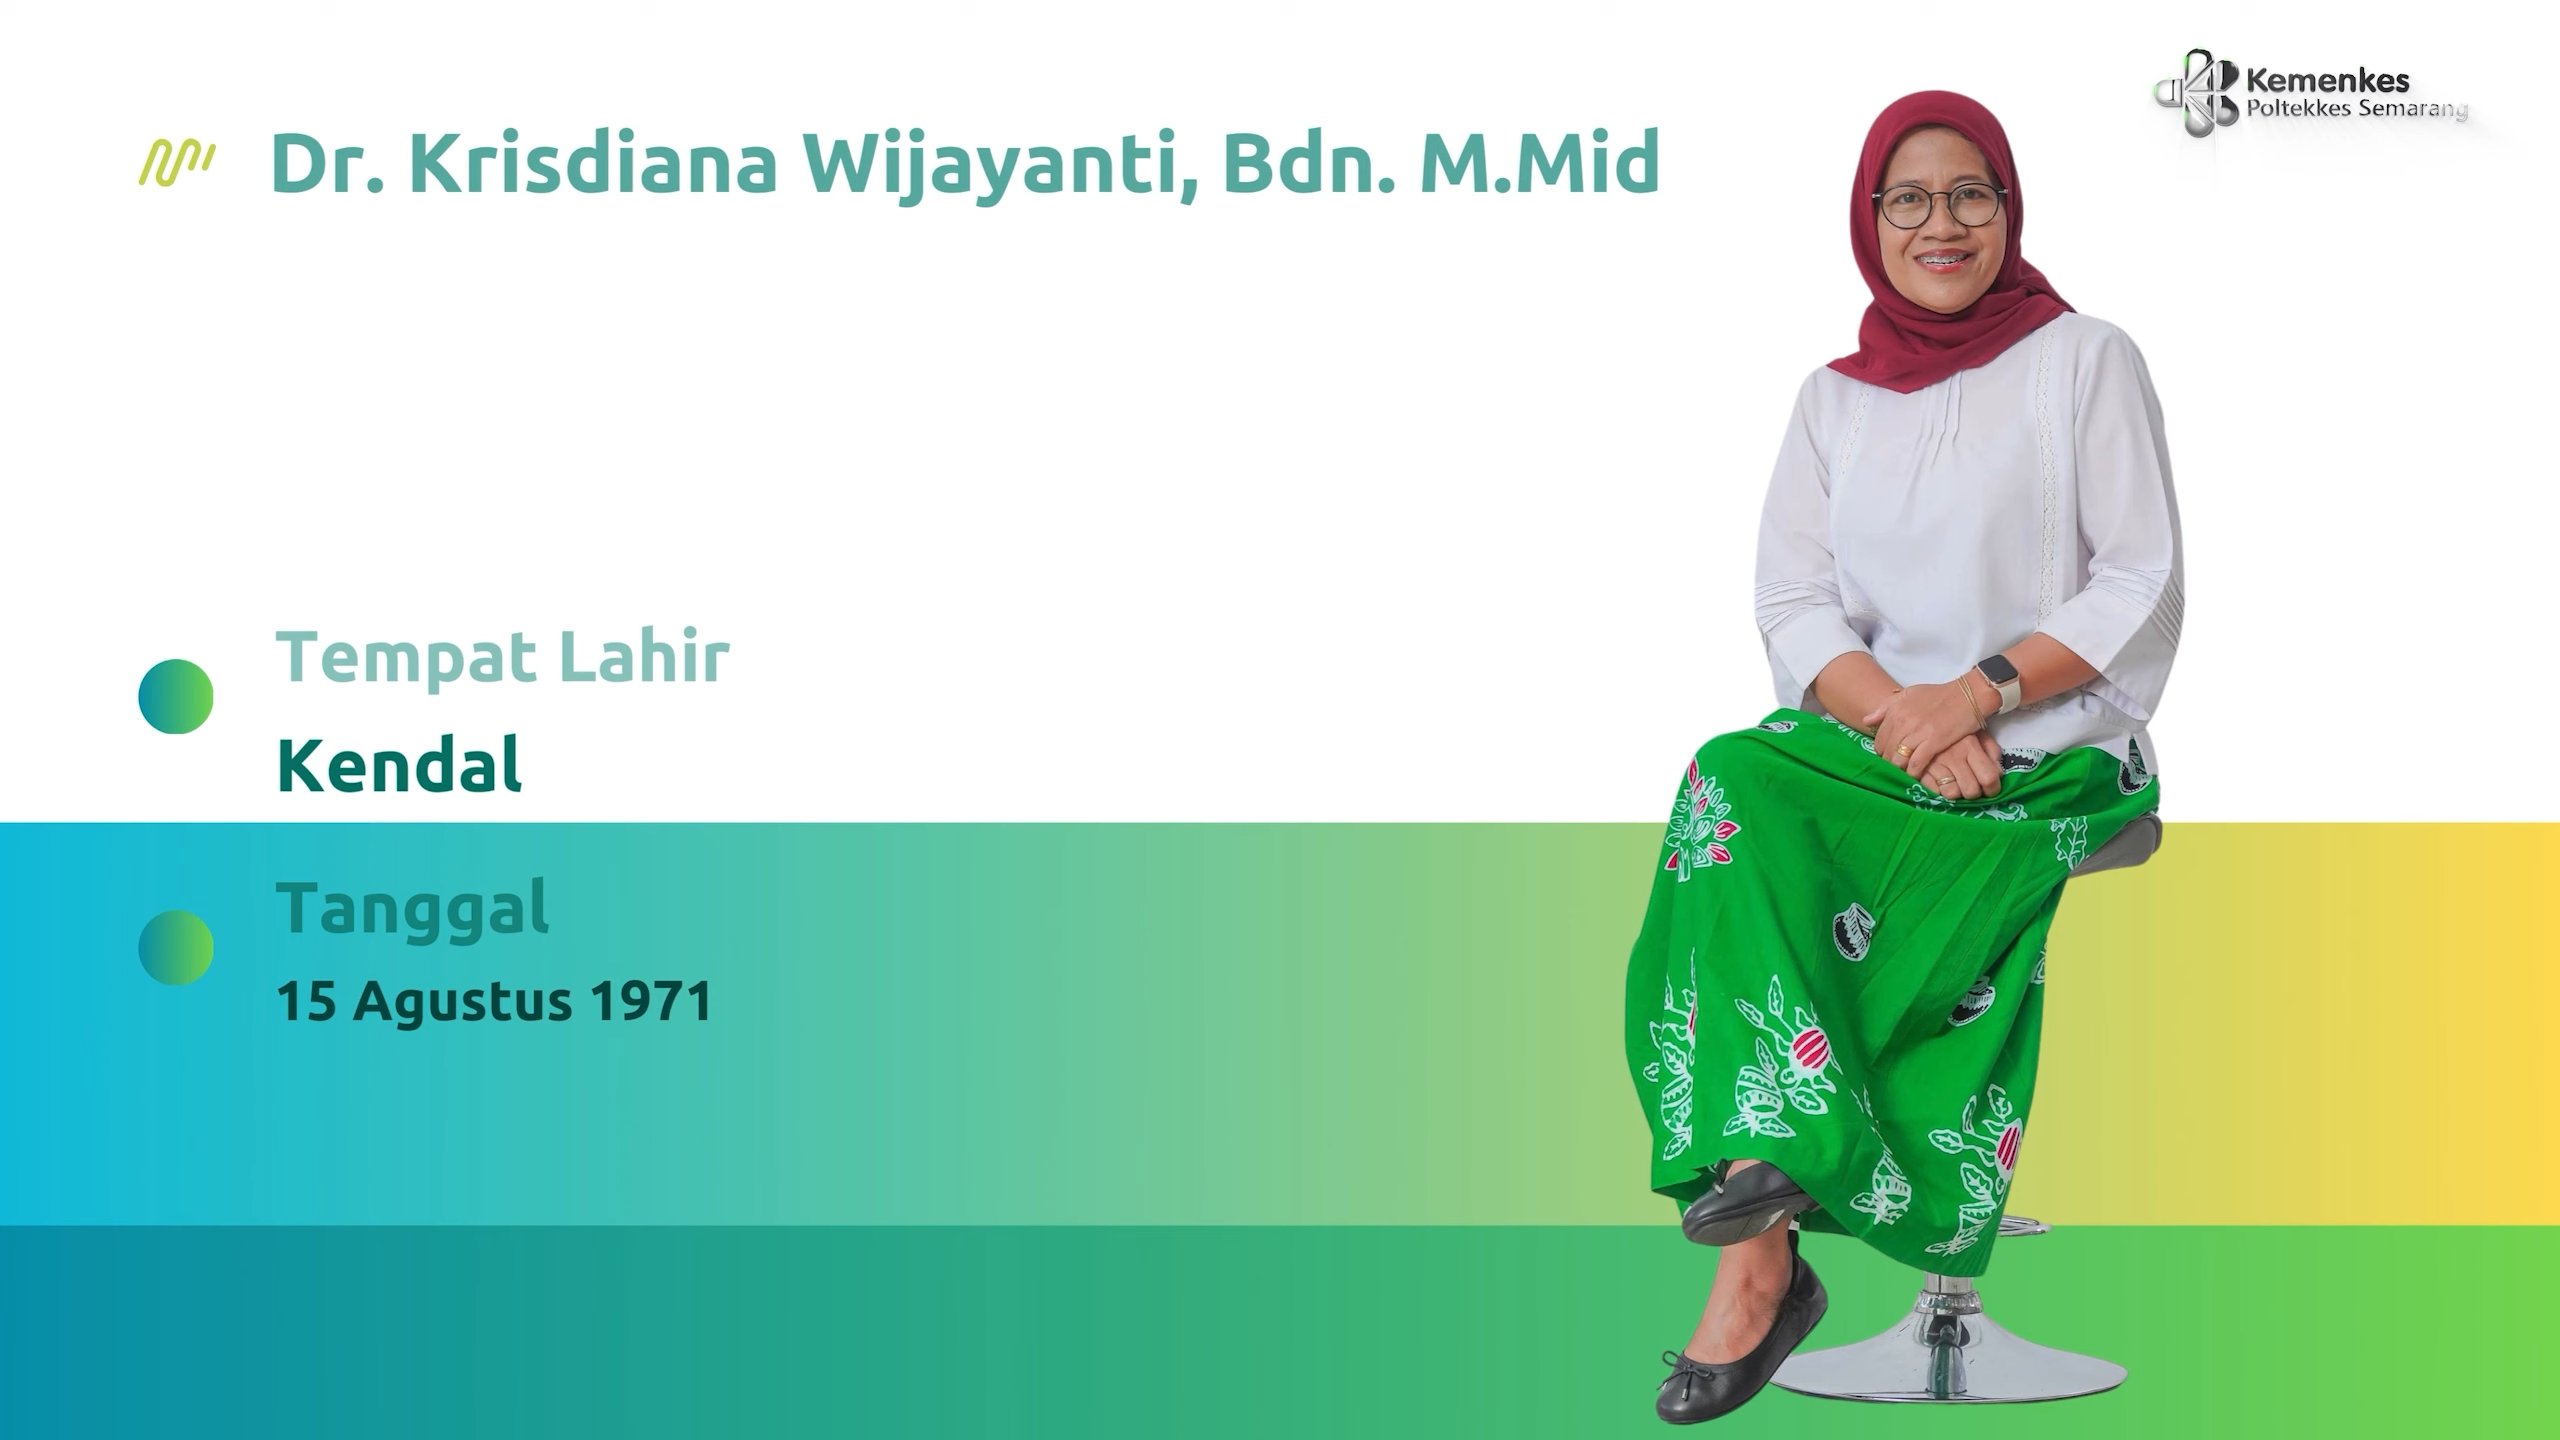 Kemenkes
Poltekkes Semarang
Dr. Krisdiana Wijayanti, Bdn. M.Mid
Tempat Lahir
Kendal
Tanggal
15 Agustus 1971